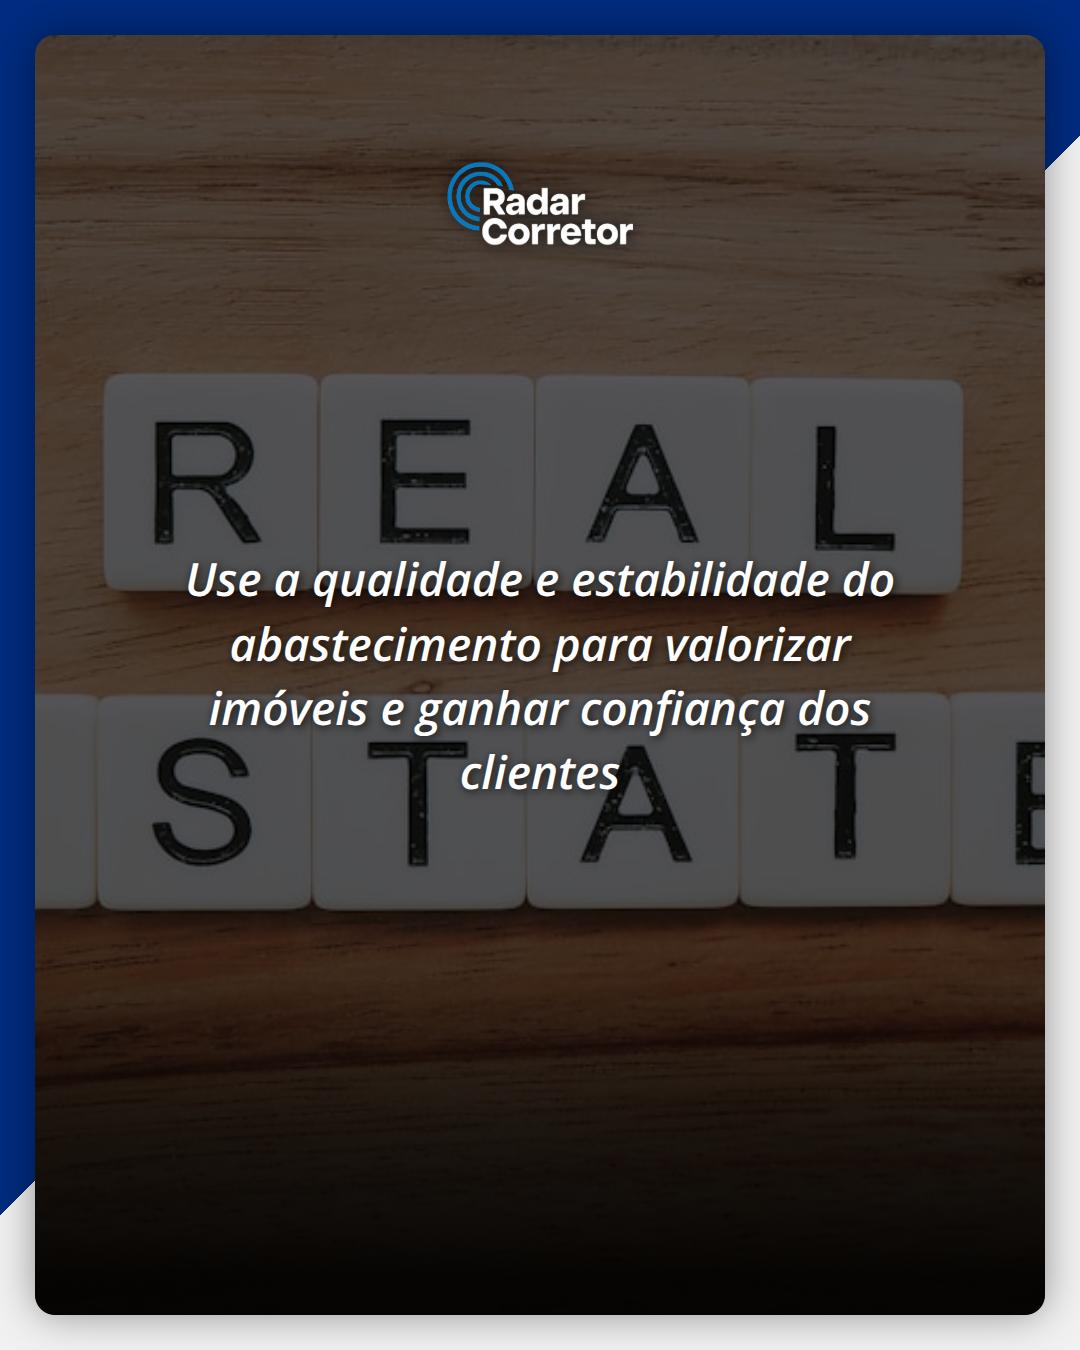 Radar
Corretor
REAL
Use a qualidade e estabilidade do
abastecimento para valorizar
imóveis e ganhar confiança dos
clientes
STATE